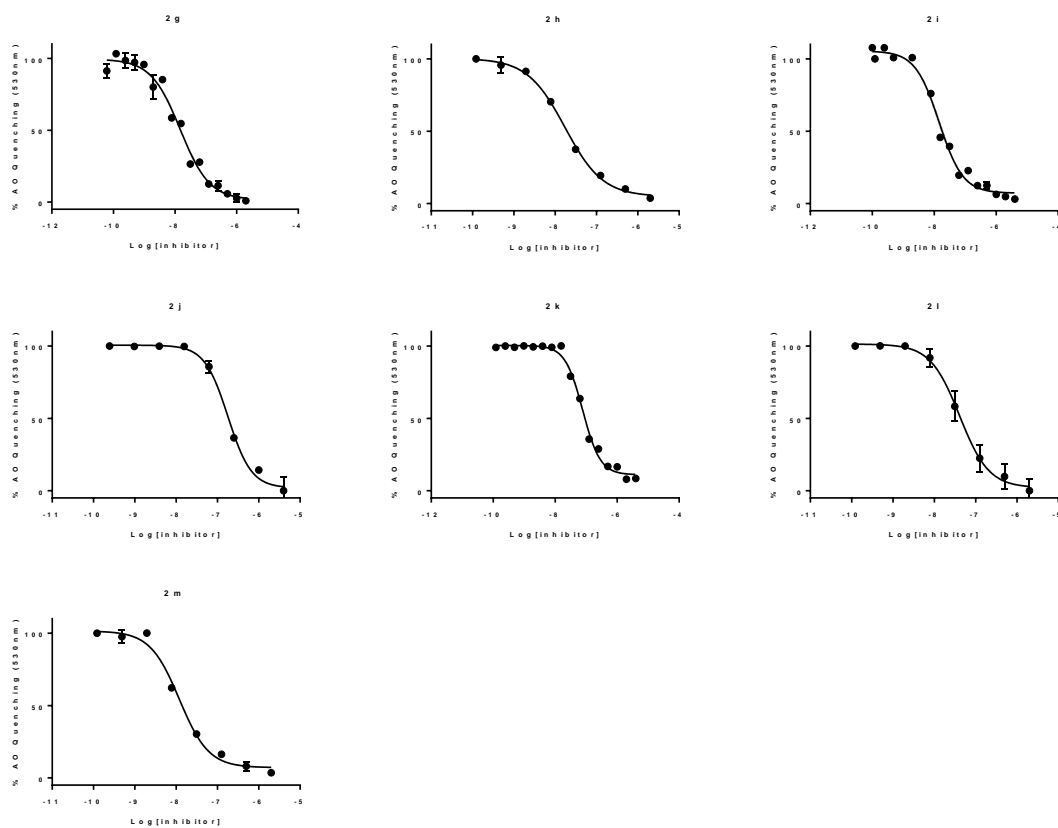 2g
2h
2i
% AO Quenching (530nm)
100
50
0
-12 -10 -8 -6 -4
Log[inhibitor]
% AO Quenching (530nm)
100
50
0
-11 -10 -9 -8 -7 -6 -5
Log[inhibitor]
% AO Quenching (530nm)
100
50
0
-12 -10 -8 -6 -4
Log[inhibitor]
2j
2k
2l
% AO Quenching (530nm)
100
50
0
-11 -10 -9 -8 -7 -6 -5
Log[inhibitor]
% AO Quenching (530nm)
100
50
0
-12 -10 -8 -6 -4
Log[inhibitor]
% AO Quenching (530nm)
100
50
0
-11 -10 -9 -8 -7 -6 -5
Log[inhibitor]
2m
% AO Quenching (530nm)
100
50
0
-11 -10 -9 -8 -7 -6 -5
Log[inhibitor]